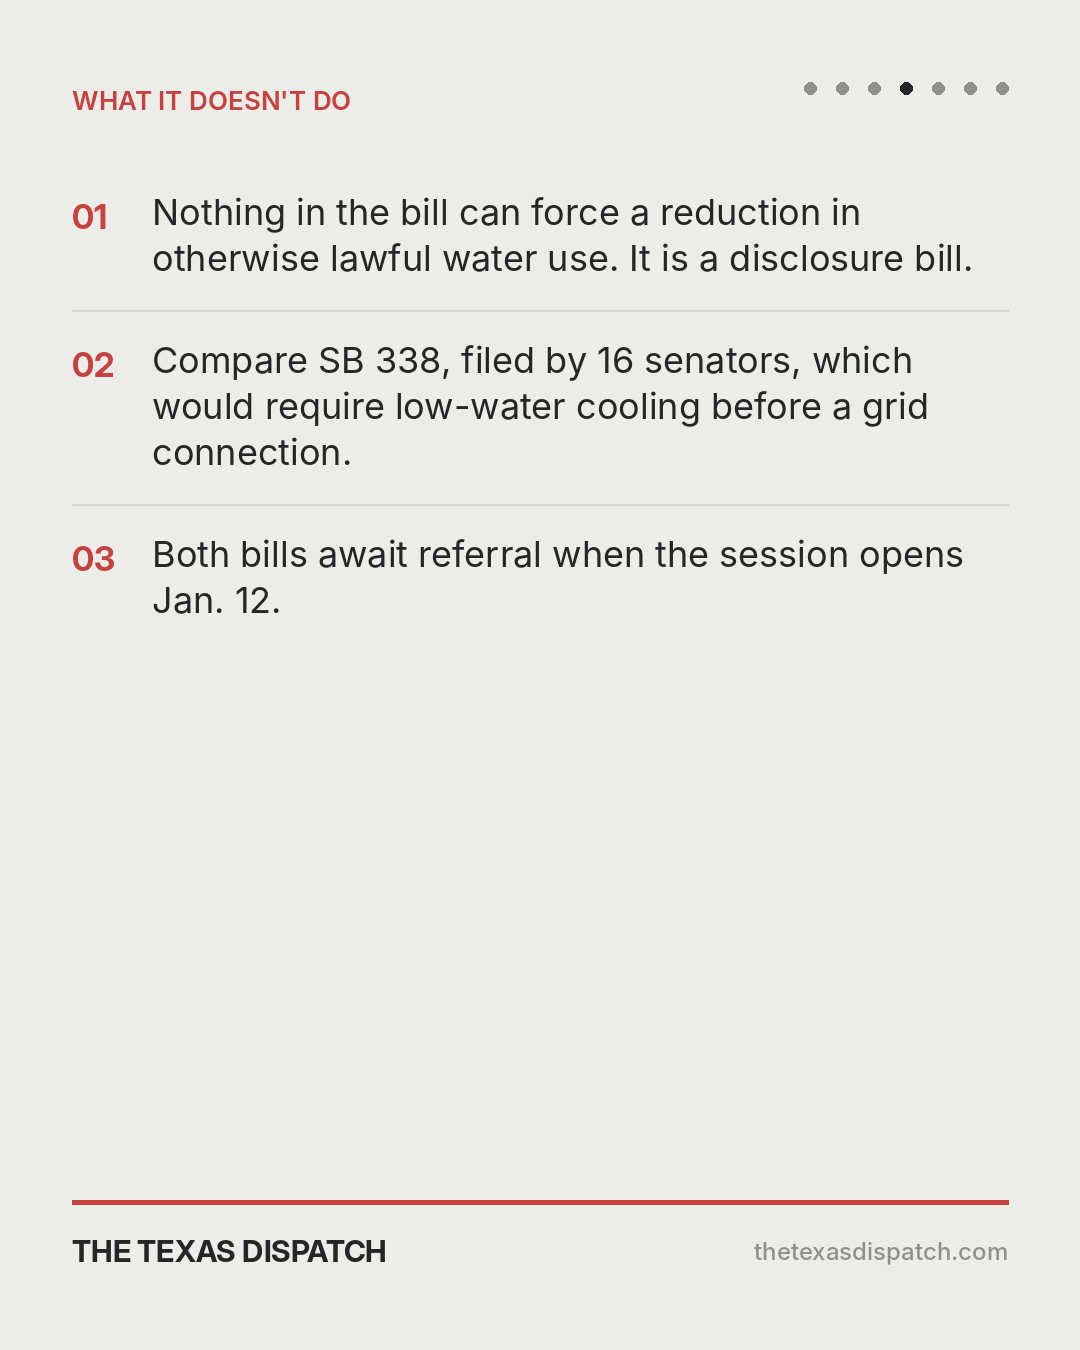 WHAT IT DOESN'T DO
01 Nothing in the bill can force a reduction in
otherwise lawful water use. It is a disclosure bill.
02 Compare SB 338, filed by 16 senators, which
would require low-water cooling before a grid
connection.
03 Both bills await referral when the session opens
Jan. 12.
THE TEXAS DISPATCH
thetexasdispatch.com